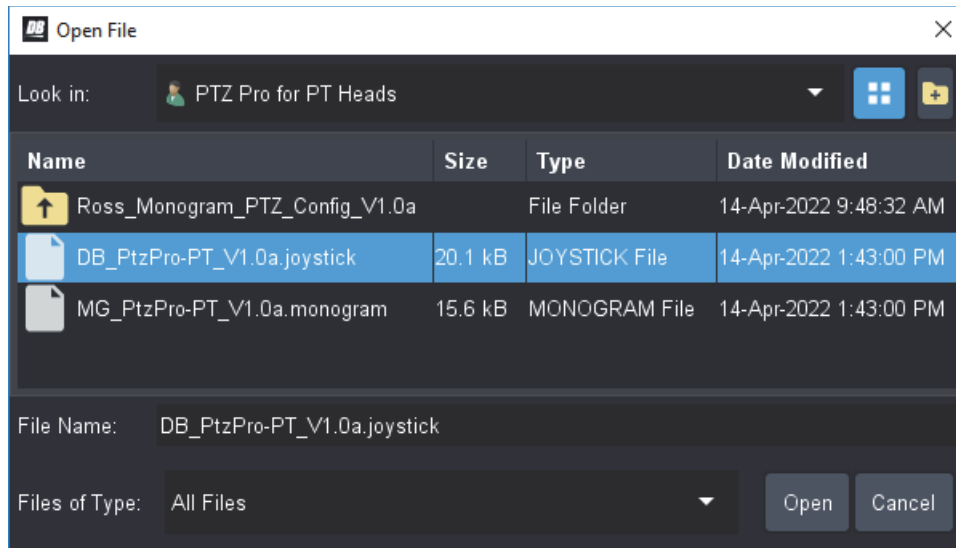 DB Open File
Look in: PTZ Pro for PT Heads
Name Size Type Date Modified
Ross_Monogram_PTZ_Config_V1.0a File Folder 14-Apr-2022 9:48:32 AM
DB_PtzPro-PT_V1.0a.joystick 20.1 kB JOYSTICK File 14-Apr-2022 1:43:00 PM
MG_PtzPro-PT_V1.0a.monogram 15.6 kB MONOGRAM File 14-Apr-2022 1:43:00 PM
File Name: DB_PtzPro-PT_V1.0a.joystick
Files of Type: All Files Open Cancel